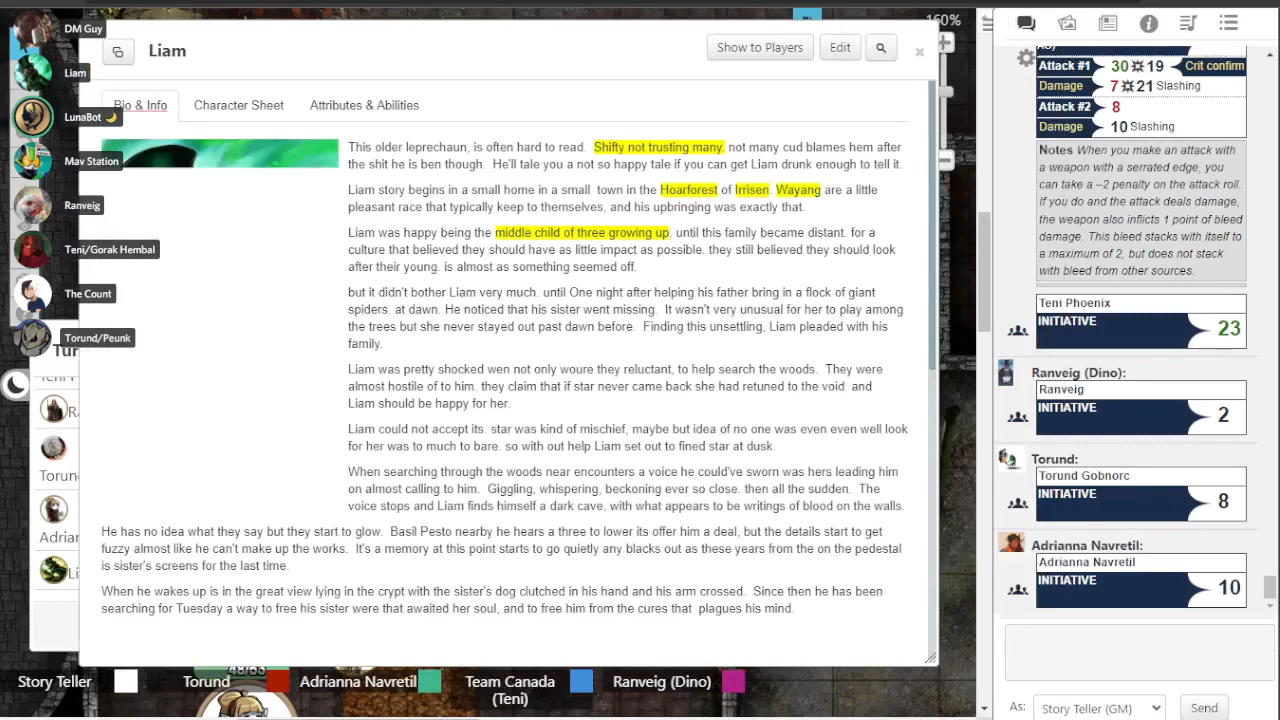 DM Guy
Liam
LunaBot 🌙
Mav Station
Ranveig
Teni/Gorak Hembal
The Count
Torund/Peunk
Liam
Show to Players
Edit
Bio & Info
Character Sheet
Attributes & Abilities
This older leprechaun, is often hard to read. Shifty not trusting many. not many cud blames hem after
the shit he is ben though. He'll tale you a not so happy tale if you can get Liam drunk enough to tell it.
Liam story begins in a small home in a small town in the Hoarforest of Irrisen. Wayang are a little
pleasant race that typically keep to themselves, and his upbringing was exactly that.
Liam was happy being the middle child of three growing up, until this family became distant. for a
culture that believed they should have as little impact as possible. they still believed they should look
after their young. is almost as something seemed off.
but it didn't bother Liam to much. until One night after helping his father bring in a flock of giant
spiders. at dawn. He noticed that his sister went missing. It wasn't very unusual for her to play among
the trees but she never stayed out past dawn before. Finding this unsettling, Liam pleaded with his
family.
Liam was pretty shocked wen not only woure they reluctant, to help search the woods. They were
almost hostile of to him. they claim that if star never came back she had retuned to the void and
Liam should be happy for her.
Liam could not accept its. star was kind of mischief, maybe but idea of no one was even even well look
for her was to much to bare. so with out help Liam set out to fined star at dusk.
When searching through the woods near encounters a voice he could've sworn was hers leading him
on almost calling to him. Giggling, whispering, beckoning ever so close. then all the sudden. The
voice stops and Liam finds himself a dark cave, with what appears to be writings of blood on the walls.
He has no idea what they say but they start to glow. Basil Pesto nearby he hears a three to lower its offer him a deal, but the details start to get
fuzzy almost like he can't make up the works. It's a memory at this point starts to go quietly any blacks out as these years from the on the pedestal
is sister's screens for the last time.
When he wakes up is in the great view lying in the crypt with the sister's dog clutched in his hand and his arm crossed. Since then he has been
searching for Tuesday a way to free his sister were that awaited her soul, and to free him from the cures that plagues his mind.
Torund
Adrian
Li
Story Teller
Torund
Adrianna Navretil
Team Canada
(Teni)
Ranveig (Dino)
Attack #1 30 19 Crit confirm
Damage 7 21 Slashing
Attack #2 8
Damage 10 Slashing
Notes When you make an attack with
a weapon with a serrated edge, you
can take a –2 penalty on the attack roll.
If you do and the attack deals damage,
the weapon also inflicts 1 point of bleed
damage. This bleed stacks with itself to
a maximum of 2, but does not stack
with bleed from other sources.
Teni Phoenix
INITIATIVE 23
Ranveig (Dino):
Ranveig
INITIATIVE 2
Torund:
Torund Gobnorc
INITIATIVE 8
Adrianna Navretil:
Adrianna Navretil
INITIATIVE 10
As: Story Teller (GM) Send